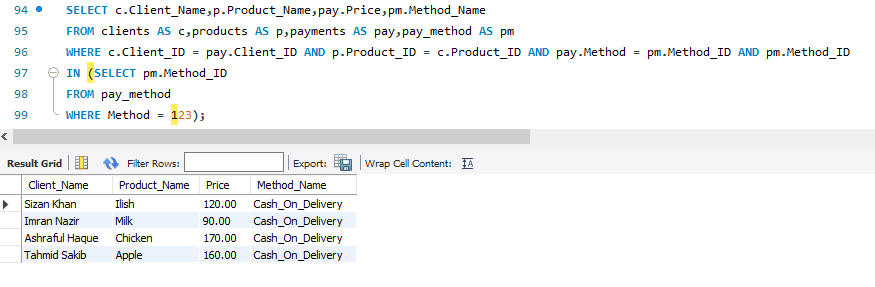 94 SELECT c.Client_Name,p.Product_Name,pay.Price,pm.Method_Name
95 FROM clients AS c,products AS p,payments AS pay,pay_method AS pm
96 WHERE c.Client_ID = pay.Client_ID AND p.Product_ID = c.Product_ID AND pay.Method = pm.Method_ID AND pm.Method_ID
97 IN (SELECT pm.Method_ID
98 FROM pay_method
99 WHERE Method = 123);
Result Grid Filter Rows: Export: Wrap Cell Content: IA
Client_Name Product_Name Price Method_Name
Sizan Khan Ilish 120.00 Cash_On_Delivery
Imran Nazir Milk 90.00 Cash_On_Delivery
Ashraful Haque Chicken 170.00 Cash_On_Delivery
Tahmid Sakib Apple 160.00 Cash_On_Delivery